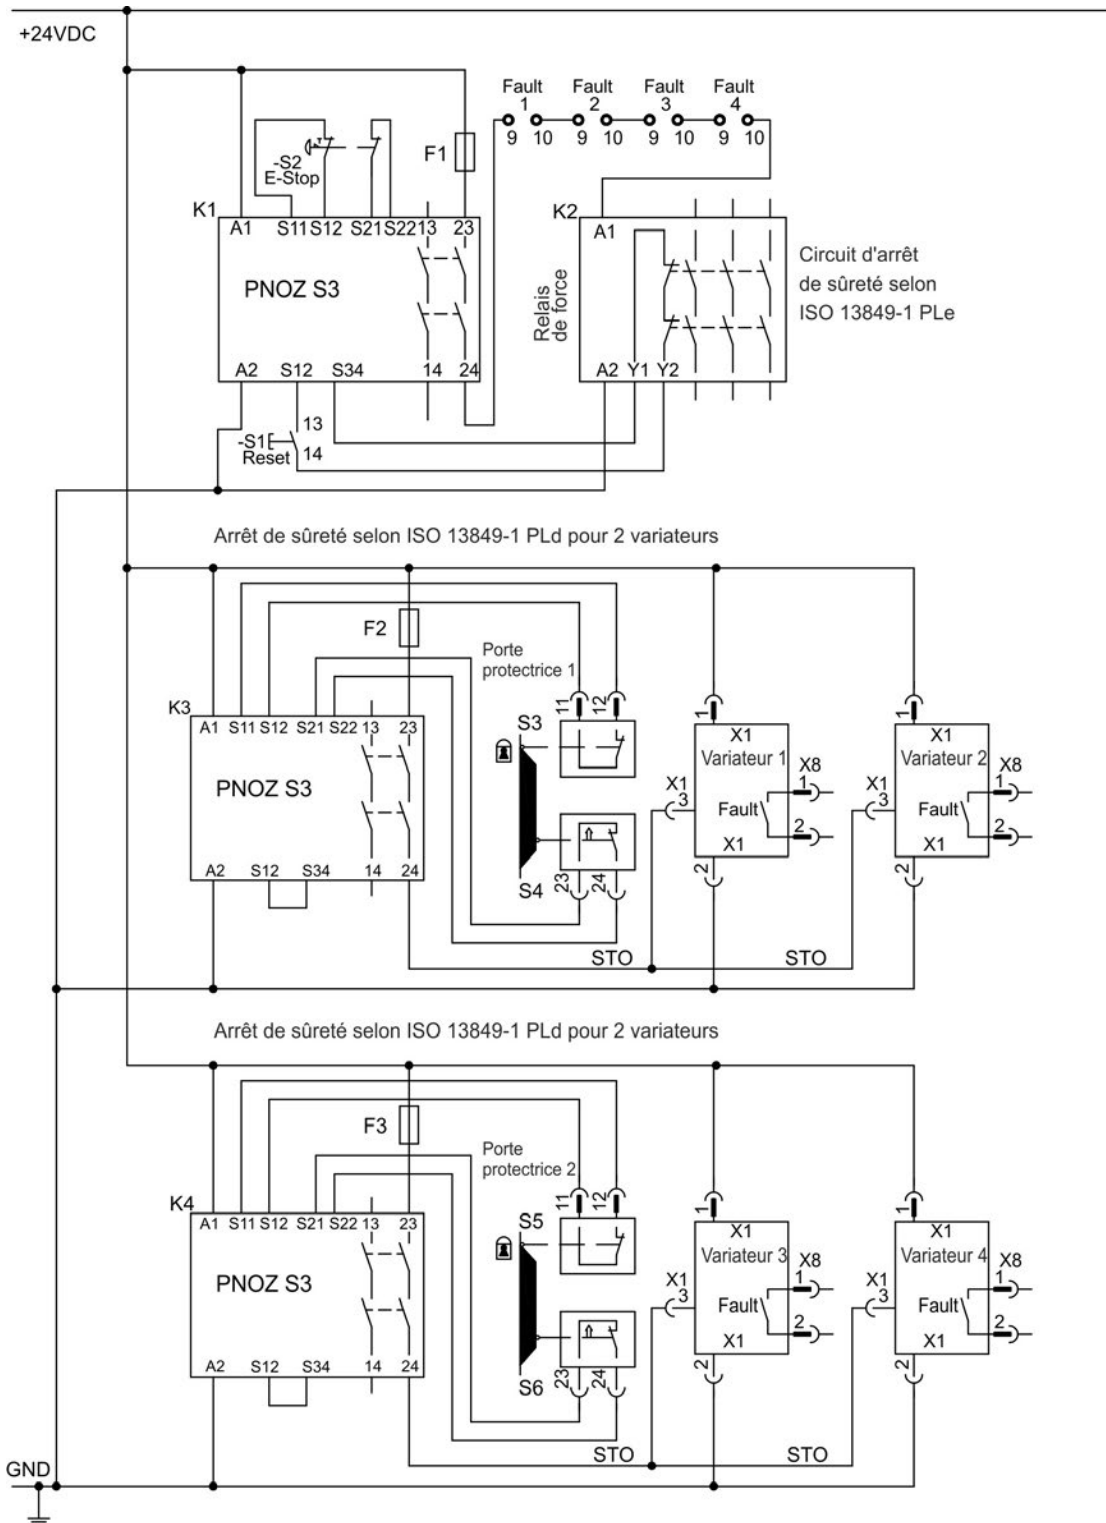 +24VDC
Fault Fault Fault Fault
1 2 3 4
9 10 9 10 9 10 9 10
-S2
E-Stop
F1
K1
A1 S11 S12 S21 S22 13 23
PNOZ S3
A2 S12 S34 14 24
K2
A1
Relais
de force
A2 Y1 Y2
Circuit d'arrêt
de sûreté selon
ISO 13849-1 PLe
13
-S1
14
Reset
Arrêt de sûreté selon ISO 13849-1 PLd pour 2 variateurs
F2
Porte
protectrice 1
K3
A1 S11 S12 S21 S22 13 23
PNOZ S3
A2 S12 S34 14 24
11 12
S3
S4
23 24
1
X1
Variateur 1
X8
X1
3
1
Fault
2
X1
2
1
X1
Variateur 2
X8
X1
3
1
Fault
2
X1
2
STO STO
Arrêt de sûreté selon ISO 13849-1 PLd pour 2 variateurs
F3
Porte
protectrice 2
K4
A1 S11 S12 S21 S22 13 23
PNOZ S3
A2 S12 S34 14 24
11 12
S5
S6
23 24
1
X1
Variateur 3
X8
X1
3
1
Fault
2
X1
2
1
X1
Variateur 4
X8
X1
3
1
Fault
2
X1
2
STO STO
GND